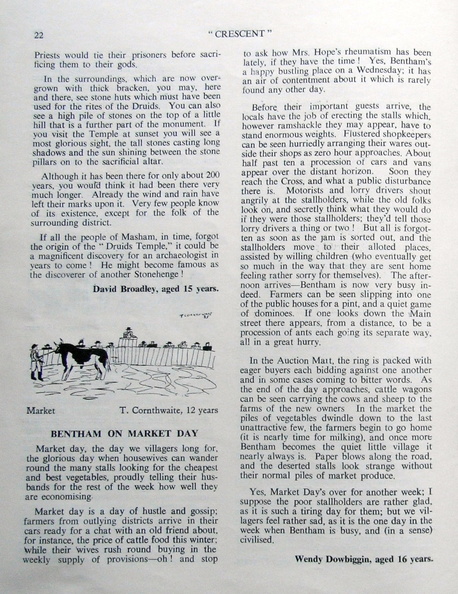 22
" CRESCENT "
Priests would tie their prisoners before sacri-
ficing them to their gods.
In the surroundings, which are now over-
grown with thick bracken, you may, here
and there, see stone huts which must have been
used for the rites of the Druids. You can also
see a high pile of stones on the top of a little
hill that is a further part of the monument. If
you visit the Temple at sunset you will see a
most glorious sight, the tall stones casting long
shadows and the sun shining between the stone
pillars on to the sacrificial altar.
Although it has been there for only about 200
years, you would think it had been there very
much longer. Already the wind and rain have
left their marks upon it. Very few people know
of its existence, except for the folk of the
surrounding district.
If all the people of Masham, in time, forgot
the origin of the " Druids Temple," it could be
a magnificent discovery for an archaeologist in
years to come ! He might become famous as
the discoverer of another Stonehenge !
David Broadley, aged 15 years.
Market T. Cornthwaite, 12 years
BENTHAM ON MARKET DAY
Market day, the day we villagers long for,
the glorious day when housewives can wander
round the many stalls looking for the cheapest
and best vegetables, proudly telling their hus-
bands for the rest of the week how well they
are economising.
Market day is a day of hustle and gossip;
farmers from outlying districts arrive in their
cars ready for a chat with an old friend about,
for instance, the price of cattle food this winter;
while their wives rush round buying in the
weekly supply of provisions—oh ! and stop
to ask how Mrs. Hope's rheumatism has been
lately, if they have the time ! Yes, Bentham's
a happy bustling place on a Wednesday; it has
an air of contentment about it which is rarely
found any other day.
Before their important guests arrive, the
locals have the job of erecting the stalls which,
however ramshackle they may appear, have to
stand enormous weights. Flustered shopkeepers
can be seen hurriedly arranging their wares out-
side their shops as zero hour approaches. About
half past ten a procession of cars and vans
appear over the distant horizon. Soon they
reach the Cross, and what a public disturbance
there is. Motorists and lorry drivers shout
angrily at the stallholders, while the old folks
look on, and secretly think what they would do
if they were those stallholders; they'd tell those
lorry drivers a thing or two ! But all is forgot-
ten as soon as the jam is sorted out, and the
stallholders move to their alloted places,
assisted by willing children (who eventually get
so much in the way that they are sent home
feeling rather sorry for themselves). The after-
noon arrives—Bentham is now very busy in-
deed. Farmers can be seen slipping into one
of the public houses for a pint, and a quiet game
of dominoes. If one looks down the Main
street there appears, from a distance, to be a
procession of ants each going its separate way,
all in a great hurry.
In the Auction Mart, the ring is packed with
eager buyers each bidding against one another
and in some cases coming to bitter words. As
the end of the day approaches, cattle wagons
can be seen carrying the cows and sheep to the
farms of the new owners In the market the
piles of vegetables dwindle down to the last
unattractive few, the farmers begin to go home
(it is nearly time for milking), and once more
Bentham becomes the quiet little village it
nearly always is. Paper blows along the road,
and the deserted stalls look strange without
their normal piles of market produce.
Yes, Market Day's over for another week; I
suppose the poor stallholders are rather glad,
as it is such a tiring day for them; but we vil-
lagers feel rather sad, as it is the one day in the
week when Bentham is busy, and (in a sense)
civilised.
Wendy Dowbiggin, aged 16 years.